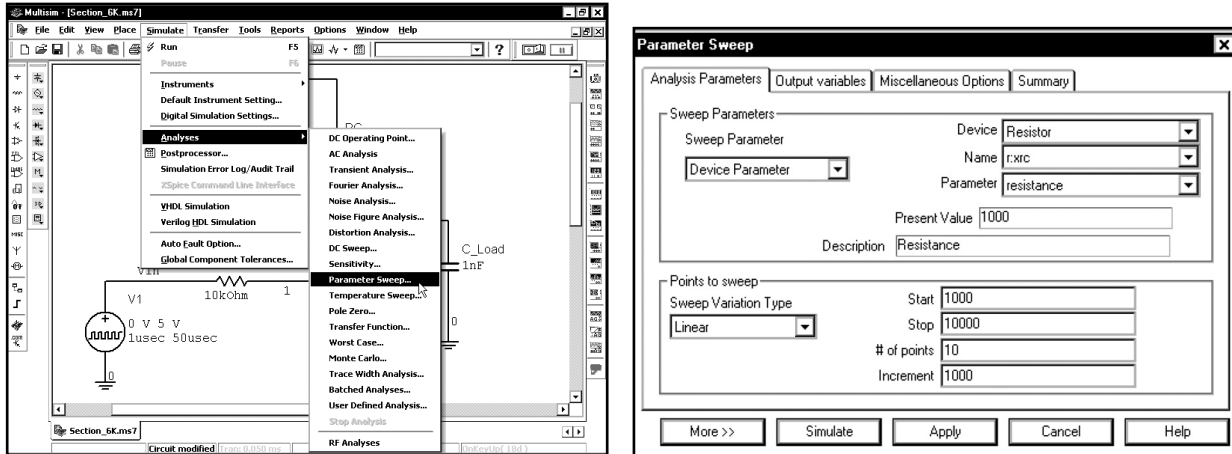 Multisim - [Section_6K.ms7]
File Edit View Place Simulate Transfer Tools Reports Options Window Help
Run F5
Pause F6
Instruments
Default Instrument Setting...
Digital Simulation Settings...
Analyses
Postprocessor...
Simulation Error Log/Audit Trail
XSpice Command Line Interface
VHDL Simulation
Verilog HDL Simulation
Auto Fault Option...
Global Component Tolerances...
DC Operating Point...
AC Analysis
Transient Analysis...
Fourier Analysis...
Noise Analysis...
Noise Figure Analysis...
Distortion Analysis...
DC Sweep...
Sensitivity...
Parameter Sweep...
Temperature Sweep...
Pole Zero...
Transfer Function...
Worst Case...
Monte Carlo...
Trace Width Analysis...
Batched Analyses...
User Defined Analysis...
Stop Analysis
RF Analyses
C_Load
1nF
V1
10kOhm
1
0 V 5 V
1usec 50usec
0
0
MISC
Section_6K.ms7
Circuit modified Tran: 0.050 ms
Parameter Sweep
Analysis Parameters Output variables Miscellaneous Options Summary
Sweep Parameters
Sweep Parameter
Device Parameter
Device Resistor
Name r:xrc
Parameter resistance
Present Value 1000
Description Resistance
Points to sweep
Sweep Variation Type
Linear
Start 1000
Stop 10000
# of points 10
Increment 1000
More >> Simulate Apply Cancel Help